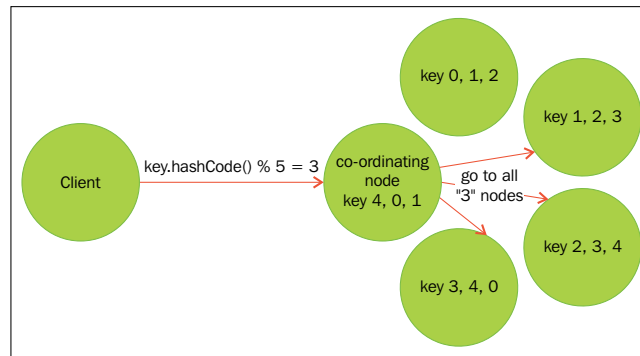 Client
key.hashCode() % 5 = 3
co-ordinating
node
key 4, 0, 1
key 0, 1, 2
key 1, 2, 3
go to all
"3" nodes
key 2, 3, 4
key 3, 4, 0